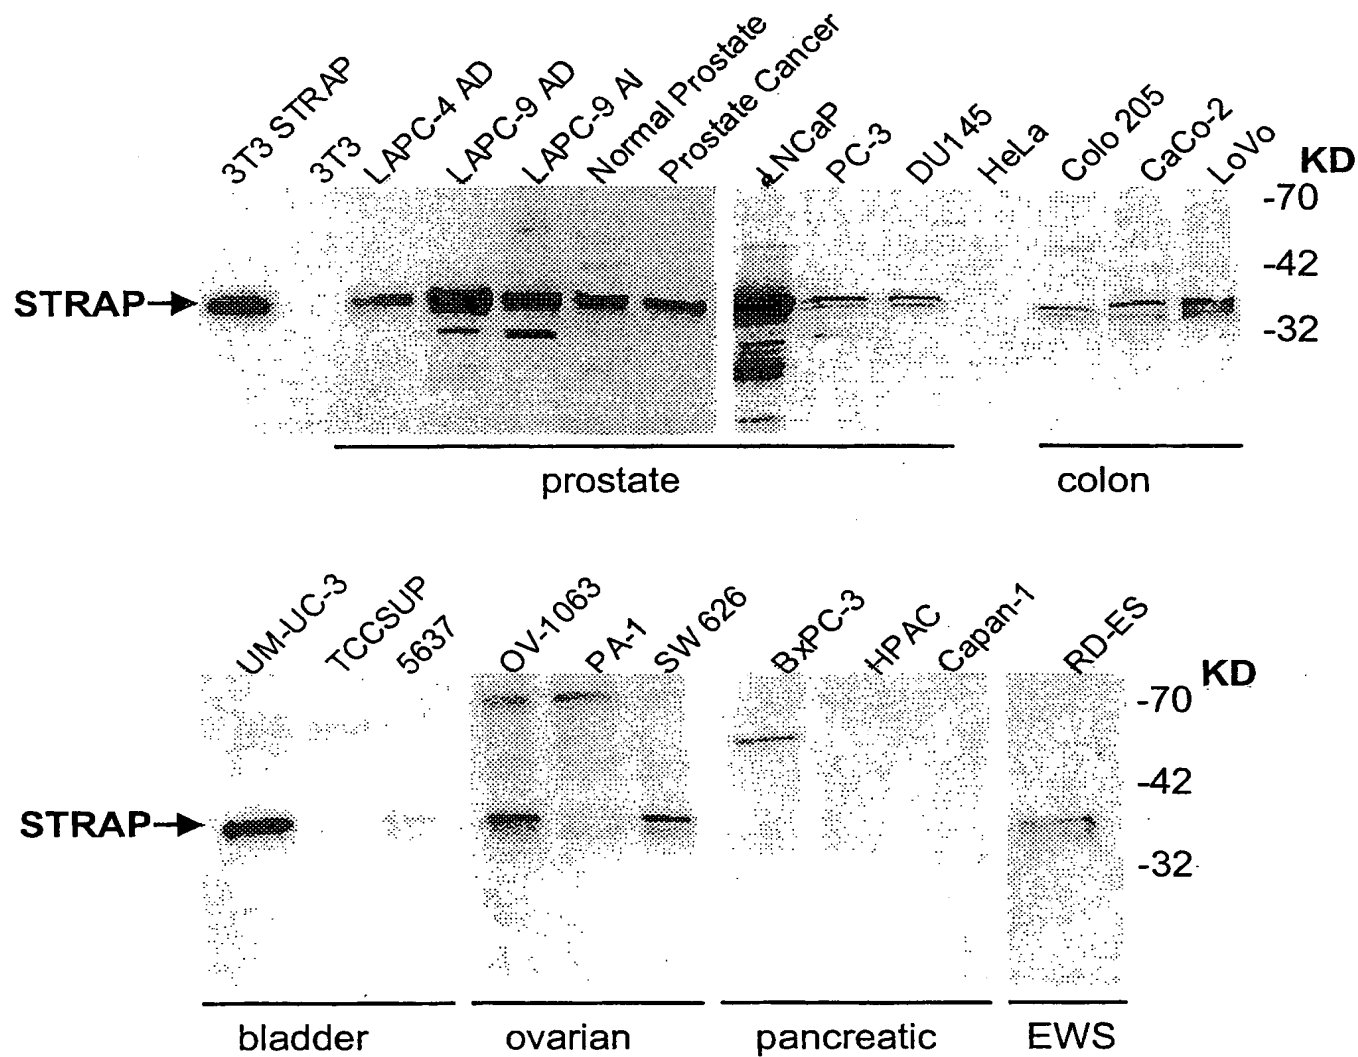 3T3 STRAP 3T3 LAPC-4 AD LAPC-9 AD LAPC-9 AI Normal Prostate Prostate Cancer LNCaP PC-3 DU145 HeLa Colo 205 CaCo-2 LoVo KD
-70
-42
STRAP
-32
prostate colon
UM-UC-3 TCCSUP 5637 OV-1063 PA-1 SW 626 BxPC-3 HPAC Capan-1 RD-ES KD
-70
-42
STRAP
-32
bladder ovarian pancreatic EWS